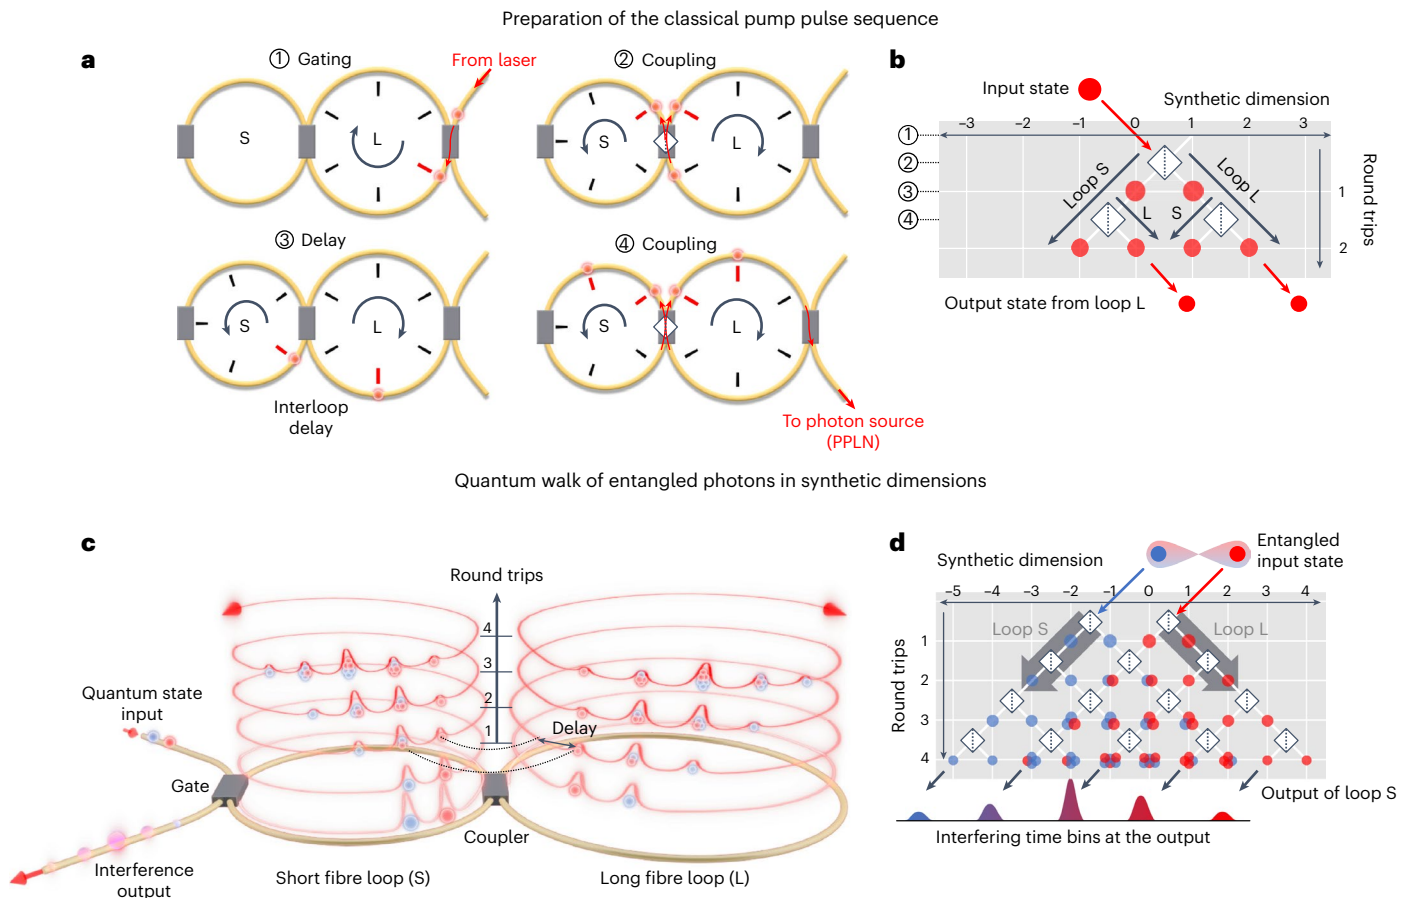 Preparation of the classical pump pulse sequence
a
① Gating
From laser
S
L
② Coupling
S
L
③ Delay
S
L
Interloop
delay
④ Coupling
S
L
To photon source
(PPLN)
b
Input state
Synthetic dimension
–3 –2 –1 0 1 2 3
①
②
③
④
Loop S
Loop L
L
S
1
2
Round trips
Output state from loop L
Quantum walk of entangled photons in synthetic dimensions
c
Round trips
4
3
2
1
Delay
Quantum state
input
Gate
Coupler
Interference
output
Short fibre loop (S)
Long fibre loop (L)
d
Synthetic dimension
Entangled
input state
–5 –4 –3 –2 –1 0 1 2 3 4
Loop S
Loop L
Round trips
1
2
3
4
Output of loop S
Interfering time bins at the output